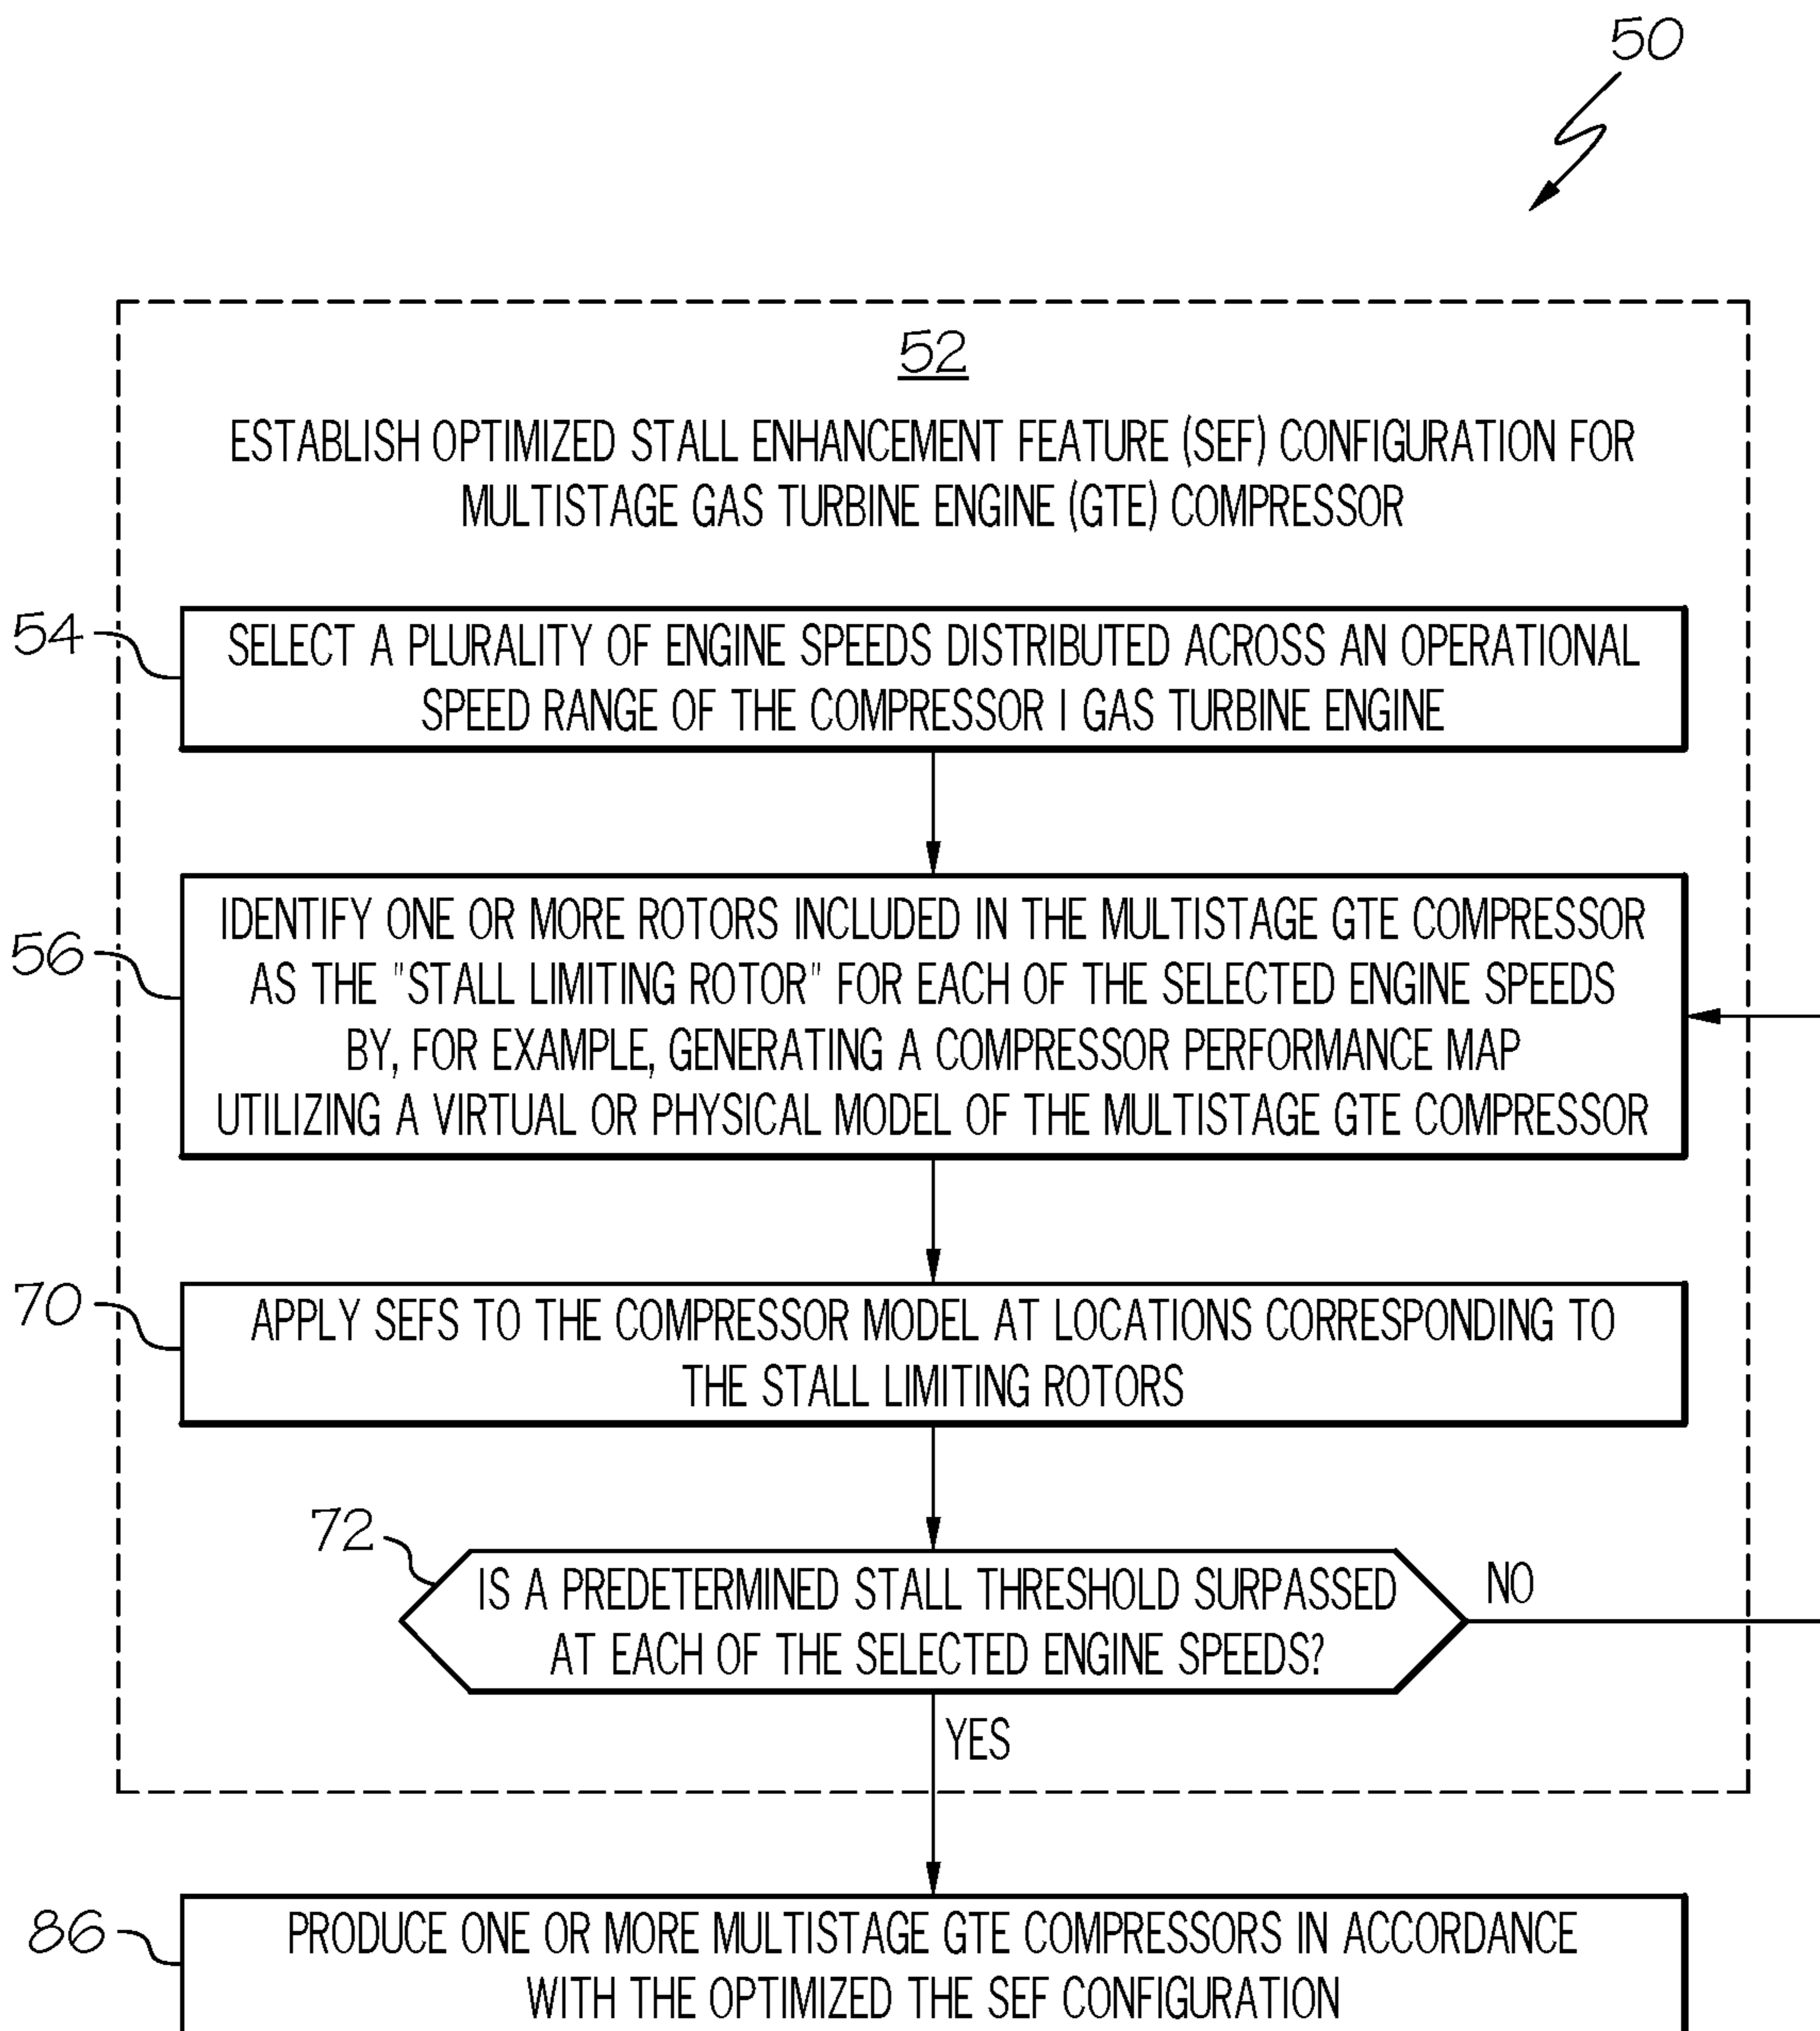 50
52
ESTABLISH OPTIMIZED STALL ENHANCEMENT FEATURE (SEF) CONFIGURATION FOR
MULTISTAGE GAS TURBINE ENGINE (GTE) COMPRESSOR
54
SELECT A PLURALITY OF ENGINE SPEEDS DISTRIBUTED ACROSS AN OPERATIONAL
SPEED RANGE OF THE COMPRESSOR I GAS TURBINE ENGINE
56
IDENTIFY ONE OR MORE ROTORS INCLUDED IN THE MULTISTAGE GTE COMPRESSOR
AS THE "STALL LIMITING ROTOR" FOR EACH OF THE SELECTED ENGINE SPEEDS
BY, FOR EXAMPLE, GENERATING A COMPRESSOR PERFORMANCE MAP
UTILIZING A VIRTUAL OR PHYSICAL MODEL OF THE MULTISTAGE GTE COMPRESSOR
70
APPLY SEFS TO THE COMPRESSOR MODEL AT LOCATIONS CORRESPONDING TO
THE STALL LIMITING ROTORS
72
IS A PREDETERMINED STALL THRESHOLD SURPASSED
AT EACH OF THE SELECTED ENGINE SPEEDS?
NO
YES
86
PRODUCE ONE OR MORE MULTISTAGE GTE COMPRESSORS IN ACCORDANCE
WITH THE OPTIMIZED THE SEF CONFIGURATION